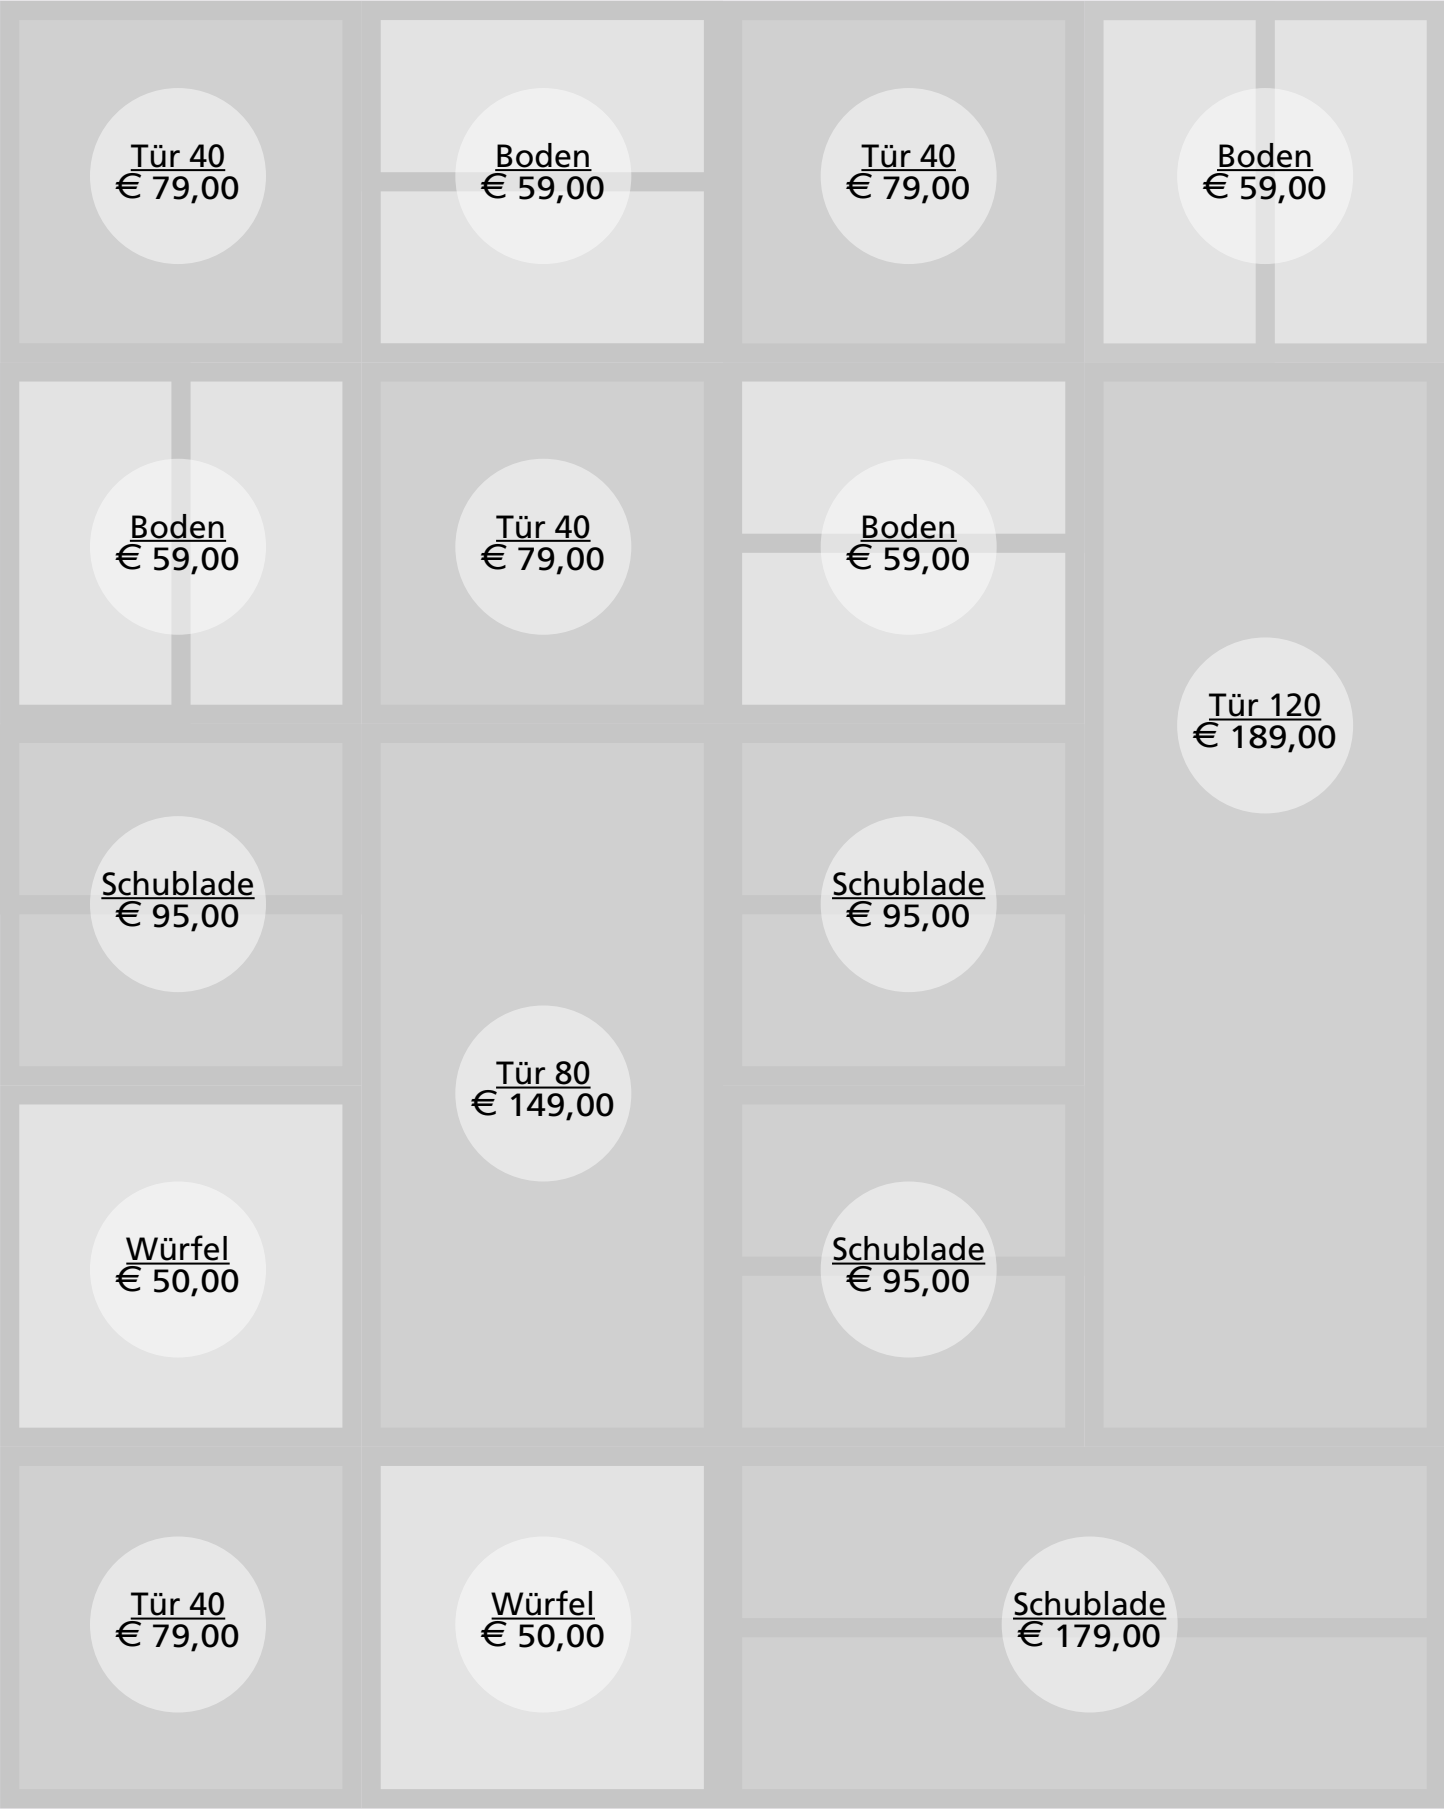 Tür 40
€ 79,00
Boden
€ 59,00
Tür 40
€ 79,00
Boden
€ 59,00
Boden
€ 59,00
Tür 40
€ 79,00
Boden
€ 59,00
Tür 120
€ 189,00
Schublade
€ 95,00
Schublade
€ 95,00
Tür 80
€ 149,00
Würfel
€ 50,00
Schublade
€ 95,00
Tür 40
€ 79,00
Würfel
€ 50,00
Schublade
€ 179,00